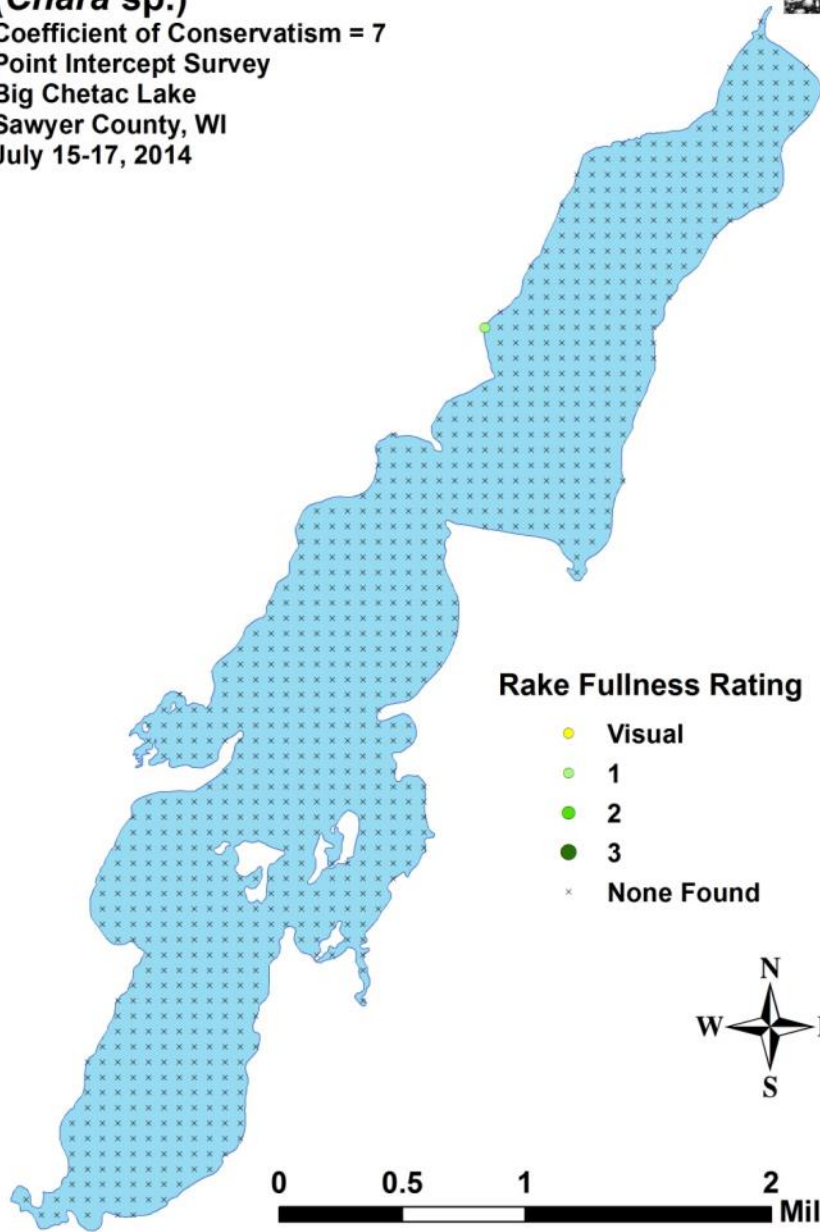 (Chara sp.)
Coefficient of Conservatism = 7
Point Intercept Survey
Big Chetac Lake
Sawyer County, WI
July 15-17, 2014
Rake Fullness Rating
Visual
1
2
3
None Found
N
W
S
0 0.5 1 2
Mil